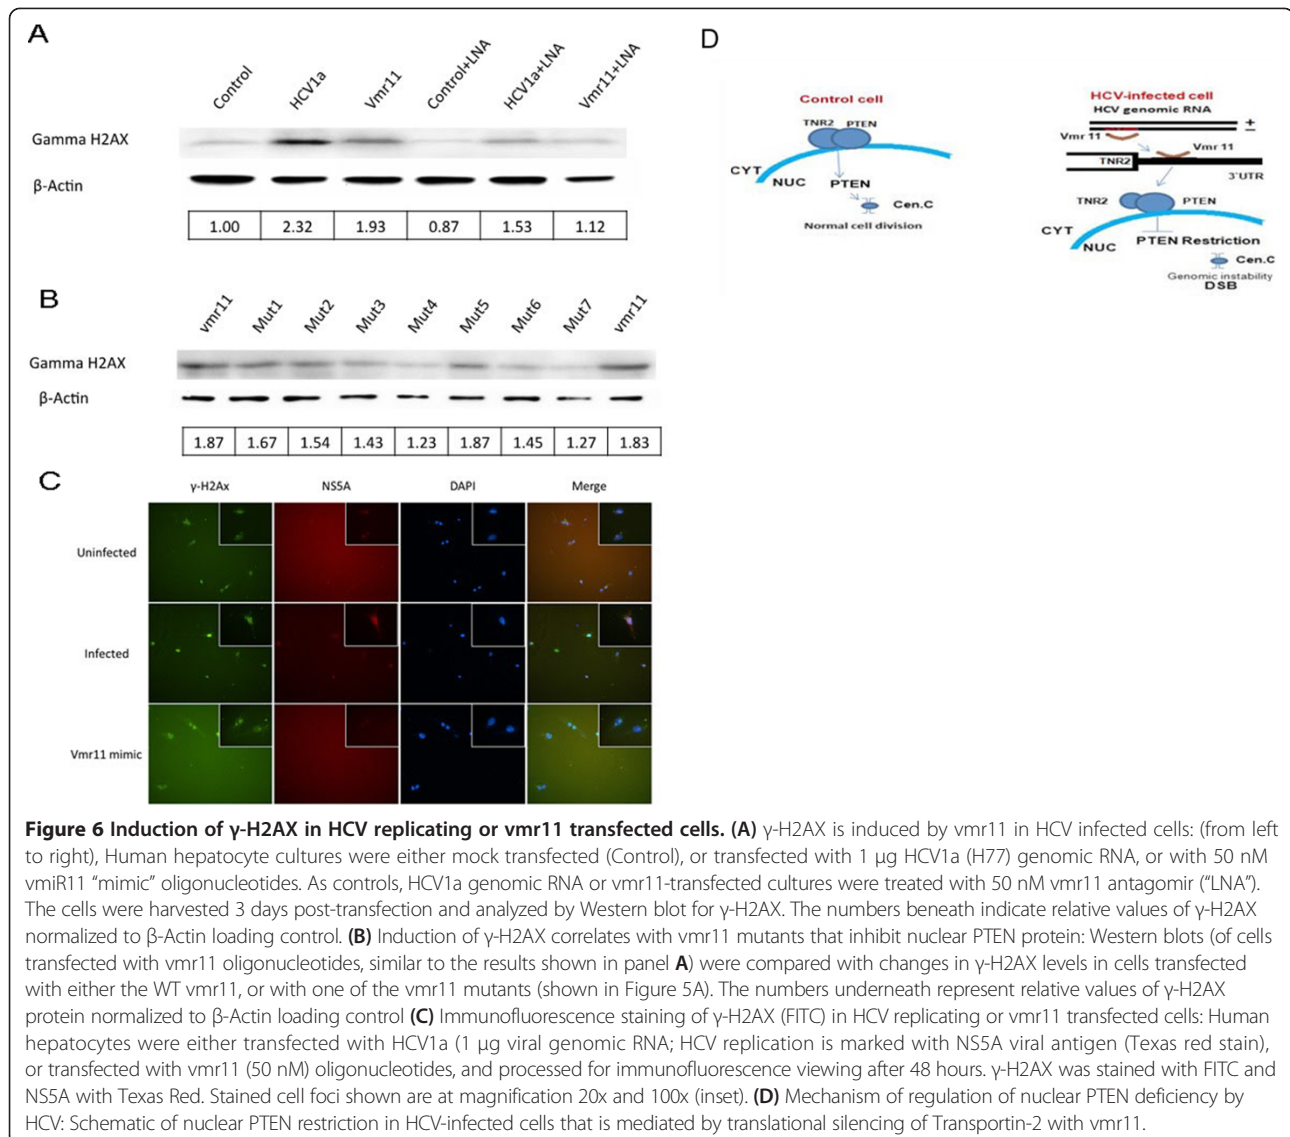 A
Control HCV1a Vmr11 Control+LNA HCV1a+LNA Vmr11+LNA
Gamma H2AX
β-Actin
1.00 2.32 1.93 0.87 1.53 1.12
B
vmr11 Mut1 Mut2 Mut3 Mut4 Mut5 Mut6 Mut7 vmr11
Gamma H2AX
β-Actin
1.87 1.67 1.54 1.43 1.23 1.87 1.45 1.27 1.83
C
γ-H2Ax NS5A DAPI Merge
Uninfected
Infected
Vmr11 mimic
D
Control cell
TNR2 PTEN
CYT
NUC PTEN
Cen.C
Normal cell division
HCV-infected cell
HCV genomic RNA
+
−
Vmr 11
Vmr 11
TNR2
3'UTR
TNR2 PTEN
CYT
NUC PTEN Restriction
Cen.C
Genomic instability
DSB
Figure 6 Induction of γ-H2AX in HCV replicating or vmr11 transfected cells. (A) γ-H2AX is induced by vmr11 in HCV infected cells: (from left
to right), Human hepatocyte cultures were either mock transfected (Control), or transfected with 1 μg HCV1a (H77) genomic RNA, or with 50 nM
vmiR11 “mimic” oligonucleotides. As controls, HCV1a genomic RNA or vmr11-transfected cultures were treated with 50 nM vmr11 antagomir (“LNA”).
The cells were harvested 3 days post-transfection and analyzed by Western blot for γ-H2AX. The numbers beneath indicate relative values of γ-H2AX
normalized to β-Actin loading control. (B) Induction of γ-H2AX correlates with vmr11 mutants that inhibit nuclear PTEN protein: Western blots (of cells
transfected with vmr11 oligonucleotides, similar to the results shown in panel A) were compared with changes in γ-H2AX levels in cells transfected
with either the WT vmr11, or with one of the vmr11 mutants (shown in Figure 5A). The numbers underneath represent relative values of γ-H2AX
protein normalized to β-Actin loading control (C) Immunofluorescence staining of γ-H2AX (FITC) in HCV replicating or vmr11 transfected cells: Human
hepatocytes were either transfected with HCV1a (1 μg viral genomic RNA; HCV replication is marked with NS5A viral antigen (Texas red stain),
or transfected with vmr11 (50 nM) oligonucleotides, and processed for immunofluorescence viewing after 48 hours. γ-H2AX was stained with FITC and
NS5A with Texas Red. Stained cell foci shown are at magnification 20x and 100x (inset). (D) Mechanism of regulation of nuclear PTEN deficiency by
HCV: Schematic of nuclear PTEN restriction in HCV-infected cells that is mediated by translational silencing of Transportin-2 with vmr11.